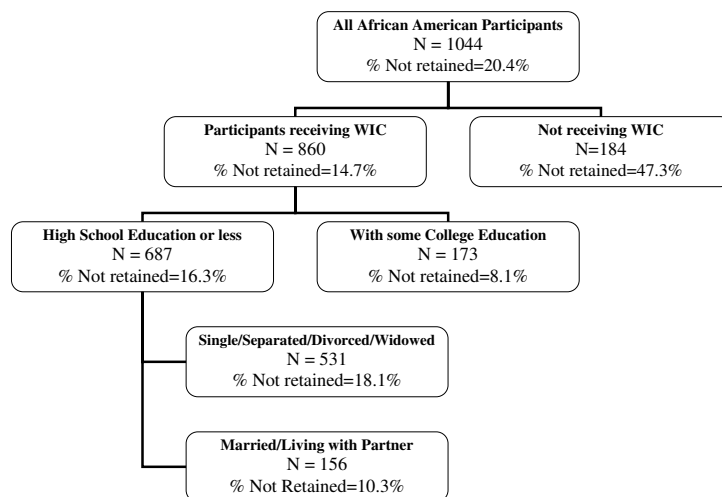 All African American Participants
N = 1044
% Not retained=20.4%
Participants receiving WIC
N = 860
% Not retained=14.7%
Not receiving WIC
N=184
% Not retained=47.3%
High School Education or less
N = 687
% Not retained=16.3%
With some College Education
N = 173
% Not retained=8.1%
Single/Separated/Divorced/Widowed
N = 531
% Not retained=18.1%
Married/Living with Partner
N = 156
% Not Retained=10.3%